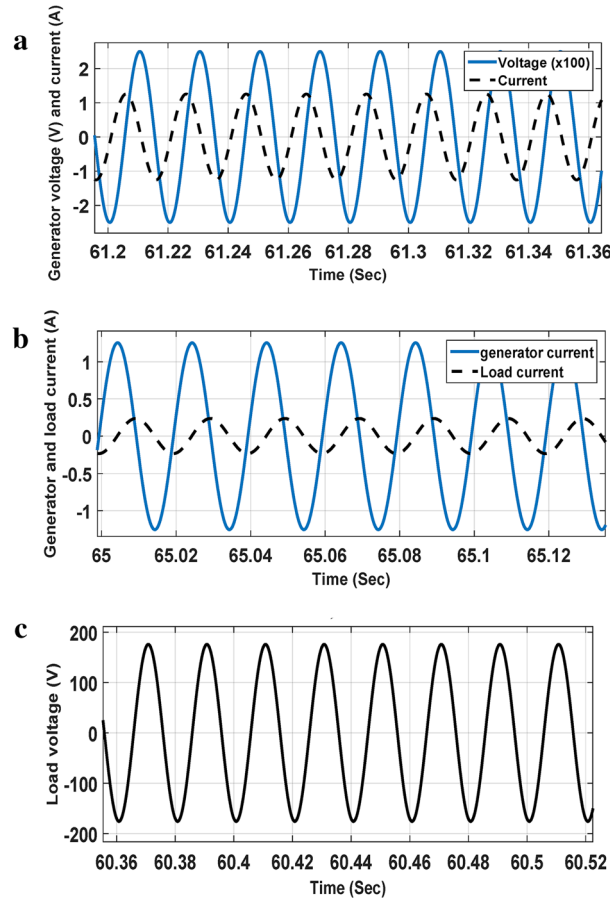 a
Generator voltage (V) and current (A)
2
1
0
-1
-2
Voltage (x100)
Current
61.2 61.22 61.24 61.26 61.28 61.3 61.32 61.34 61.36
Time (Sec)
b
Generator and load current (A)
1
0.5
0
-0.5
-1
generator current
Load current
65 65.02 65.04 65.06 65.08 65.1 65.12
Time (Sec)
c
Load voltage (V)
200
100
0
-100
-200
60.36 60.38 60.4 60.42 60.44 60.46 60.48 60.5 60.52
Time (Sec)